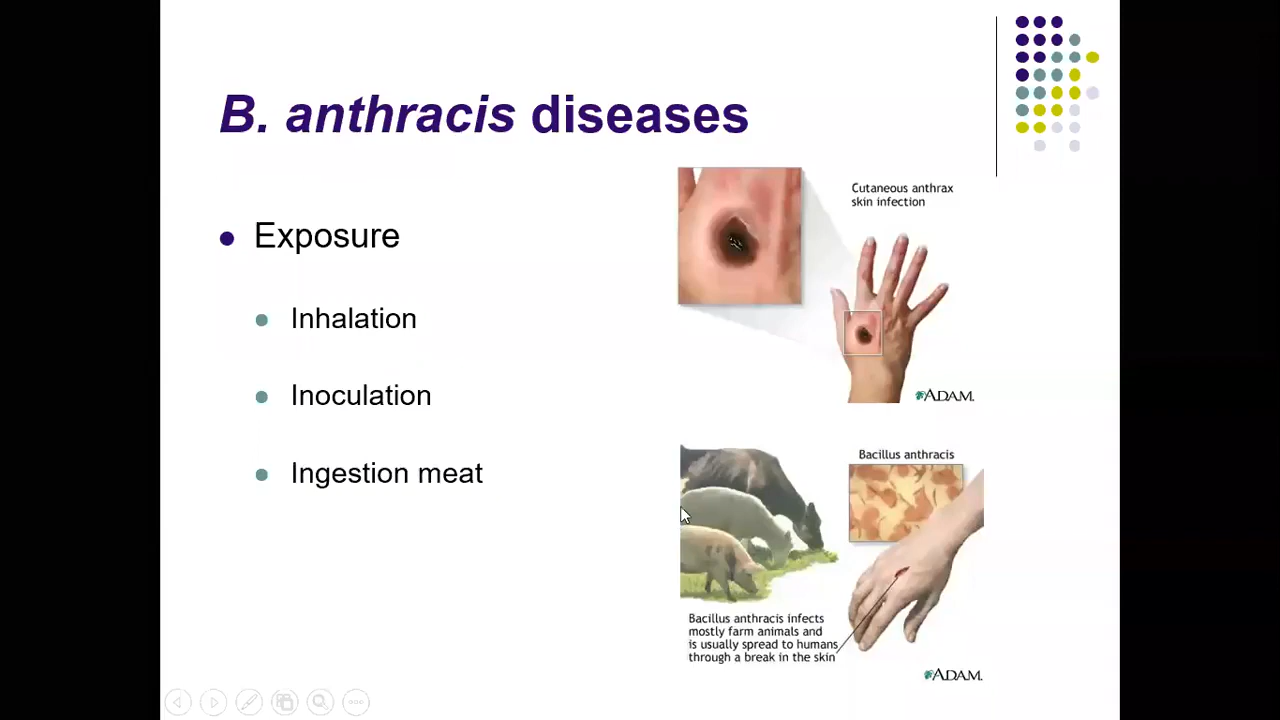 B. anthracis diseases
Exposure
Inhalation
Inoculation
Ingestion meat
Cutaneous anthrax
skin infection
ADAM.
Bacillus anthracis
Bacillus anthracis infects
mostly farm animals and
is usually spread to humans
through a break in the skin
ADAM.